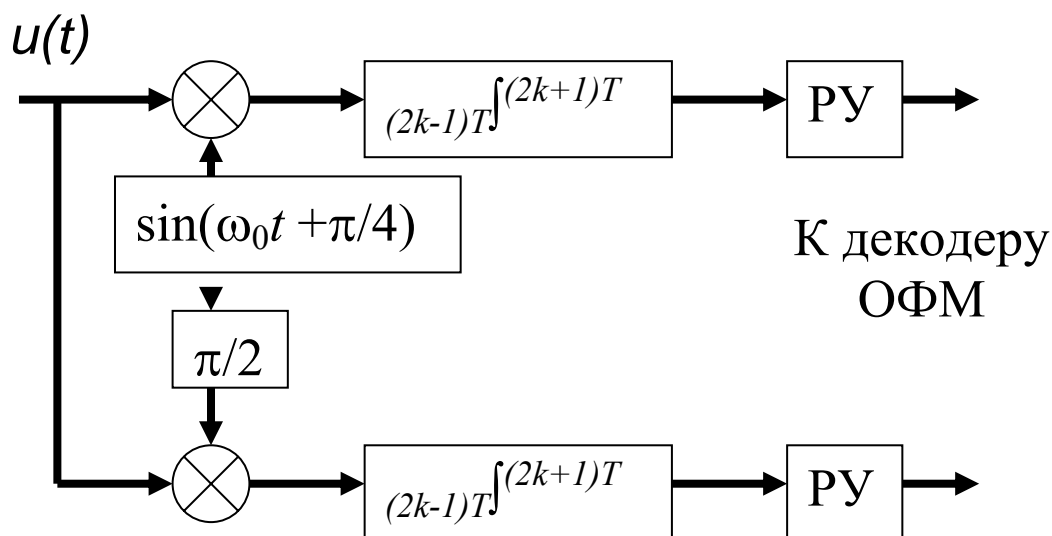 u(t)
(2k-1)T∫(2k+1)T
РУ
sin(ω₀t +π/4)
К декодеру
ОФМ
π/2
(2k-1)T∫(2k+1)T
РУ